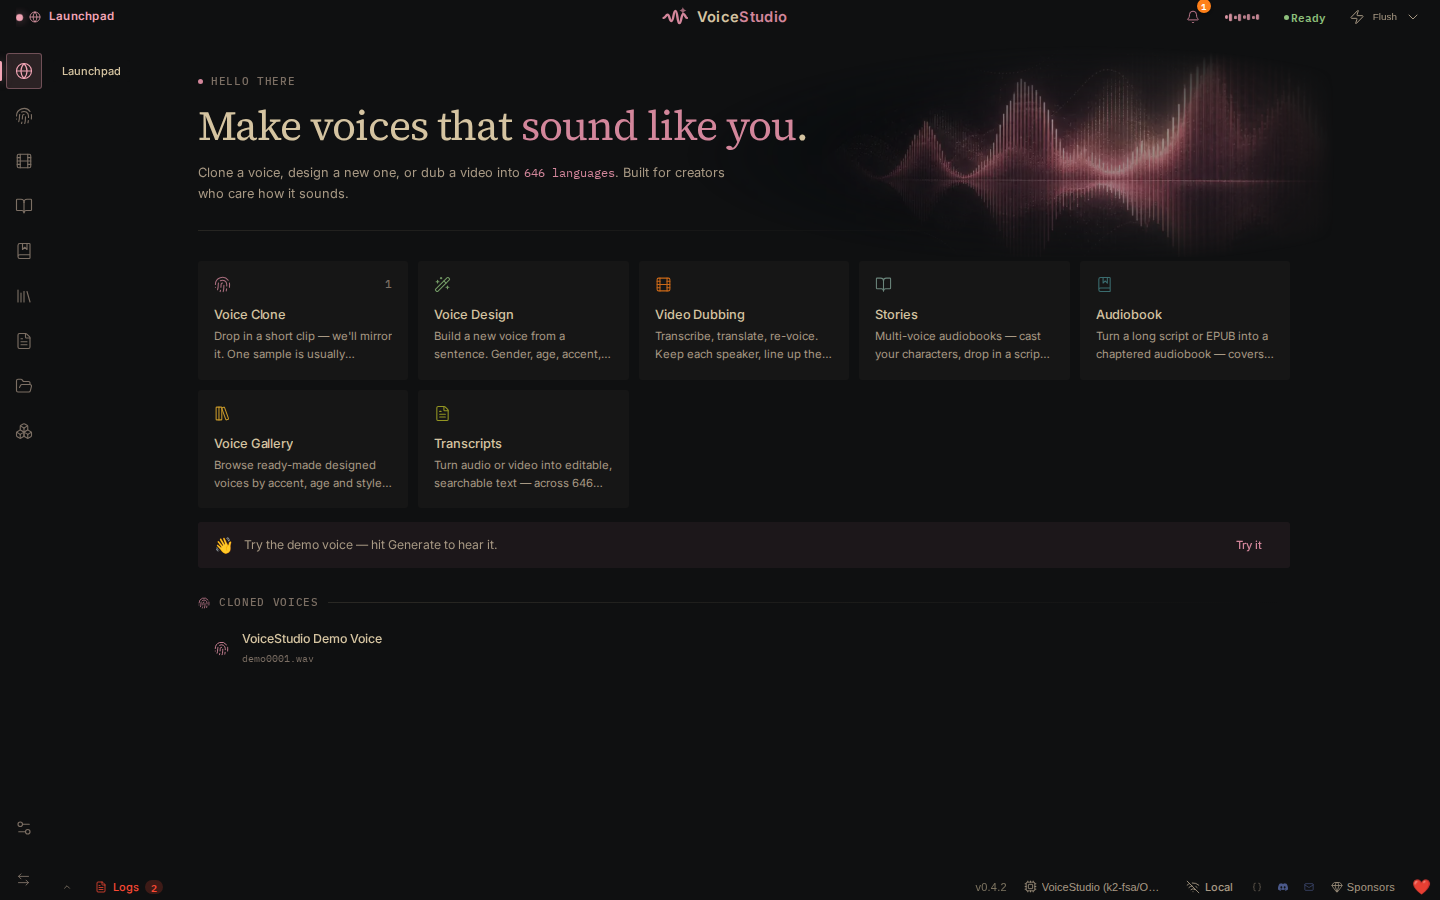 Launchpad
VoiceStudio
1
Ready
Flush
Launchpad
HELLO THERE
Make voices that sound like you.
Clone a voice, design a new one, or dub a video into 646 languages. Built for creators
who care how it sounds.
1
Voice Clone
Drop in a short clip — we'll mirror
it. One sample is usually...
Voice Design
Build a new voice from a
sentence. Gender, age, accent,...
Video Dubbing
Transcribe, translate, re-voice.
Keep each speaker, line up the...
Stories
Multi-voice audiobooks — cast
your characters, drop in a scrip...
Audiobook
Turn a long script or EPUB into a
chaptered audiobook — covers...
Voice Gallery
Browse ready-made designed
voices by accent, age and style...
Transcripts
Turn audio or video into editable,
searchable text — across 646...
👋 Try the demo voice — hit Generate to hear it.
Try it
CLONED VOICES
VoiceStudio Demo Voice
demo0001.wav
Logs 2
v0.4.2
VoiceStudio (k2-fsa/O...
Local
Sponsors